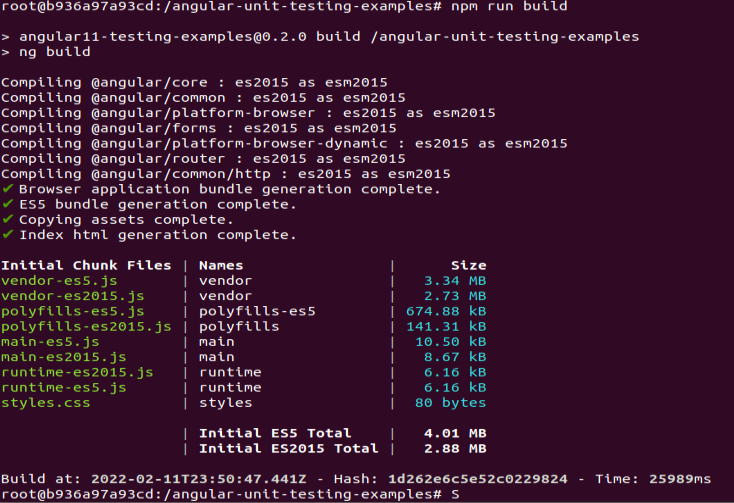 root@b936a97a93cd:/angular-unit-testing-examples# npm run build
> angular11-testing-examples@0.2.0 build /angular-unit-testing-examples
> ng build
Compiling @angular/core : es2015 as esm2015
Compiling @angular/common : es2015 as esm2015
Compiling @angular/platform-browser : es2015 as esm2015
Compiling @angular/forms : es2015 as esm2015
Compiling @angular/platform-browser-dynamic : es2015 as esm2015
Compiling @angular/router : es2015 as esm2015
Compiling @angular/common/http : es2015 as esm2015
✔ Browser application bundle generation complete.
✔ ES5 bundle generation complete.
✔ Copying assets complete.
✔ Index html generation complete.
Initial Chunk Files | Names | Size
vendor-es5.js | vendor | 3.34 MB
vendor-es2015.js | vendor | 2.73 MB
polyfills-es5.js | polyfills-es5 | 674.88 kB
polyfills-es2015.js | polyfills | 141.31 kB
main-es5.js | main | 10.50 kB
main-es2015.js | main | 8.67 kB
runtime-es2015.js | runtime | 6.16 kB
runtime-es5.js | runtime | 6.16 kB
styles.css | styles | 80 bytes
| Initial ES5 Total | 4.01 MB
| Initial ES2015 Total | 2.88 MB
Build at: 2022-02-11T23:50:47.441Z - Hash: 1d262e6c5e52c0229824 - Time: 25989ms
root@b936a97a93cd:/angular-unit-testing-examples# S